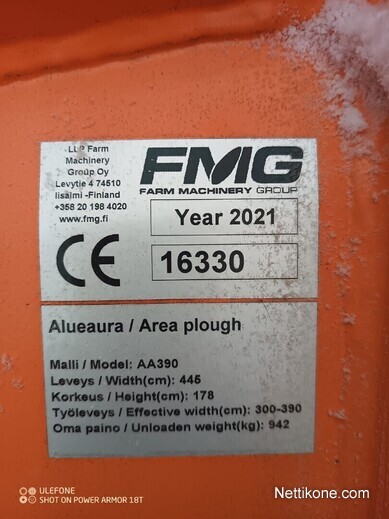 LUP Farm
Machinery
Group Oy
Levytie 4 74510
Iisalmi -Finland
+358 20 198 4020
www.fmg.fi
FMG
FARM MACHINERY GROUP
Year 2021
CE
16330
Alueaura / Area plough
Malli / Model: AA390
Leveys / Width(cm): 445
Korkeus / Height(cm): 178
Työleveys / Effective width(cm): 300-390
Oma paino / Unloaden weight(kg): 942
ULEFONE
SHOT ON POWER ARMOR 18T
Nettikone.com